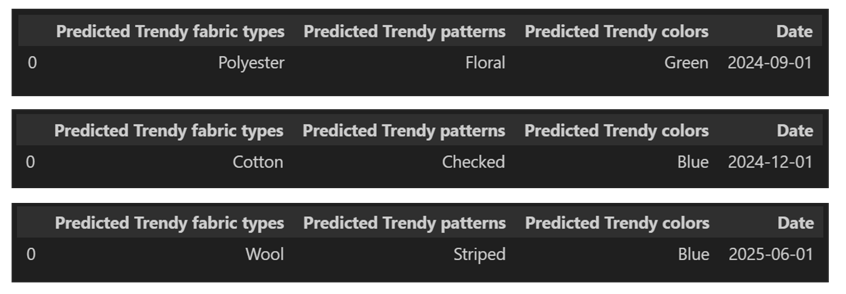 Predicted Trendy fabric types Predicted Trendy patterns Predicted Trendy colors Date
0 Polyester Floral Green 2024-09-01
Predicted Trendy fabric types Predicted Trendy patterns Predicted Trendy colors Date
0 Cotton Checked Blue 2024-12-01
Predicted Trendy fabric types Predicted Trendy patterns Predicted Trendy colors Date
0 Wool Striped Blue 2025-06-01